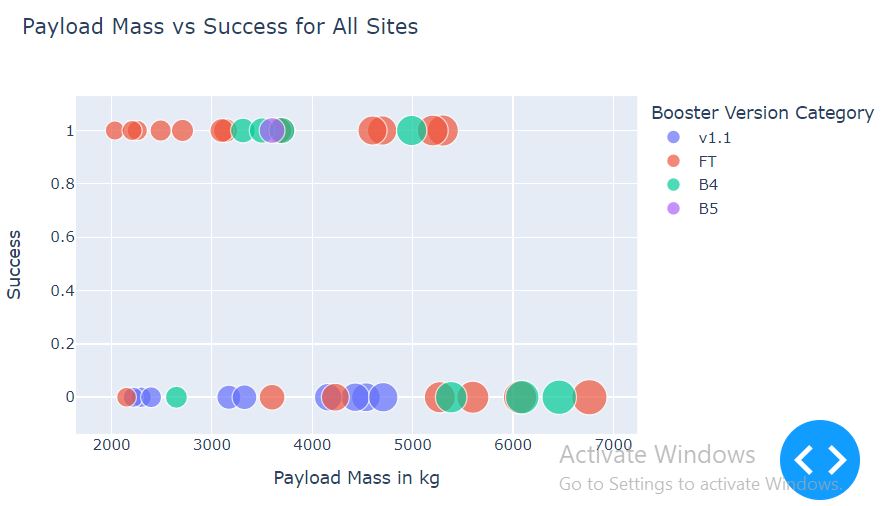 Payload Mass vs Success for All Sites
Booster Version Category
v1.1
FT
B4
B5
Success
1
0.8
0.6
0.4
0.2
0
2000 3000 4000 5000 6000 7000
Payload Mass in kg
Activate Windows
Go to Settings to activate Windows.